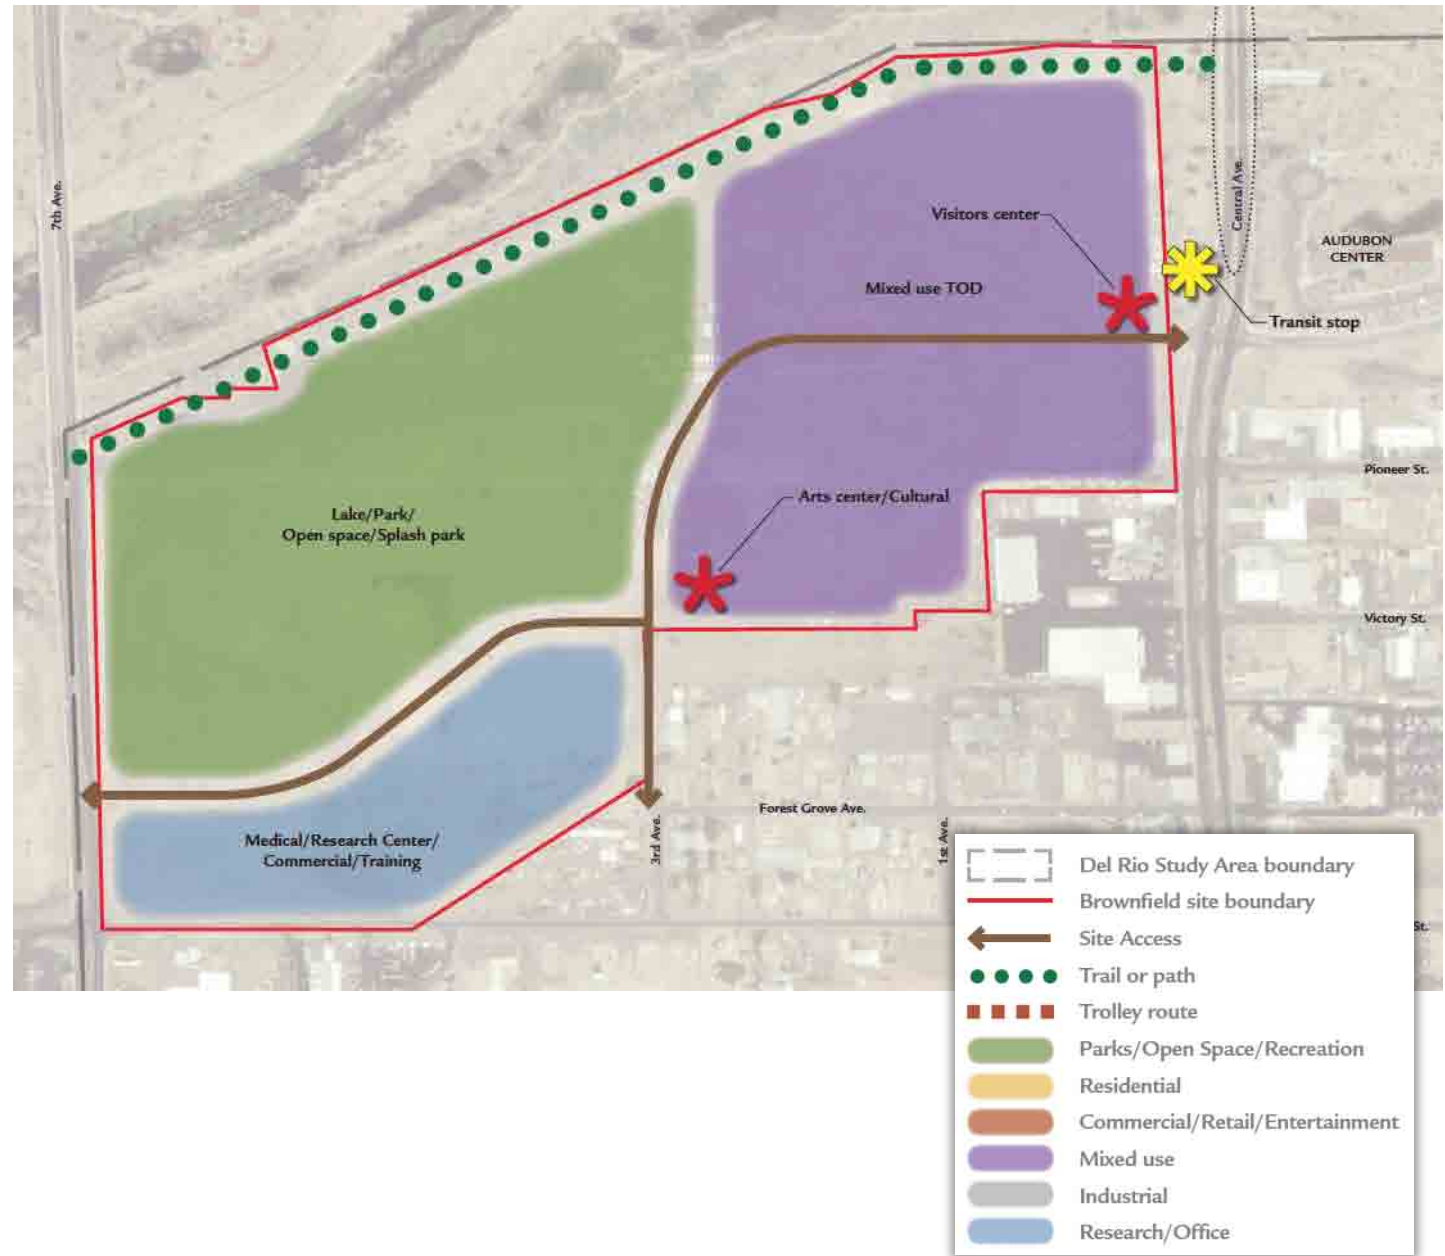 7th Ave.
Central Ave.
Visitors center
AUDUBON
CENTER
Mixed use TOD
Transit stop
Pioneer St.
Arts center/Cultural
Lake/Park/
Open space/Splash park
Victory St.
Forest Grove Ave.
Medical/Research Center/
Commercial/Training
3rd Ave.
1st Ave.
St.
Del Rio Study Area boundary
Brownfield site boundary
Site Access
Trail or path
Trolley route
Parks/Open Space/Recreation
Residential
Commercial/Retail/Entertainment
Mixed use
Industrial
Research/Office